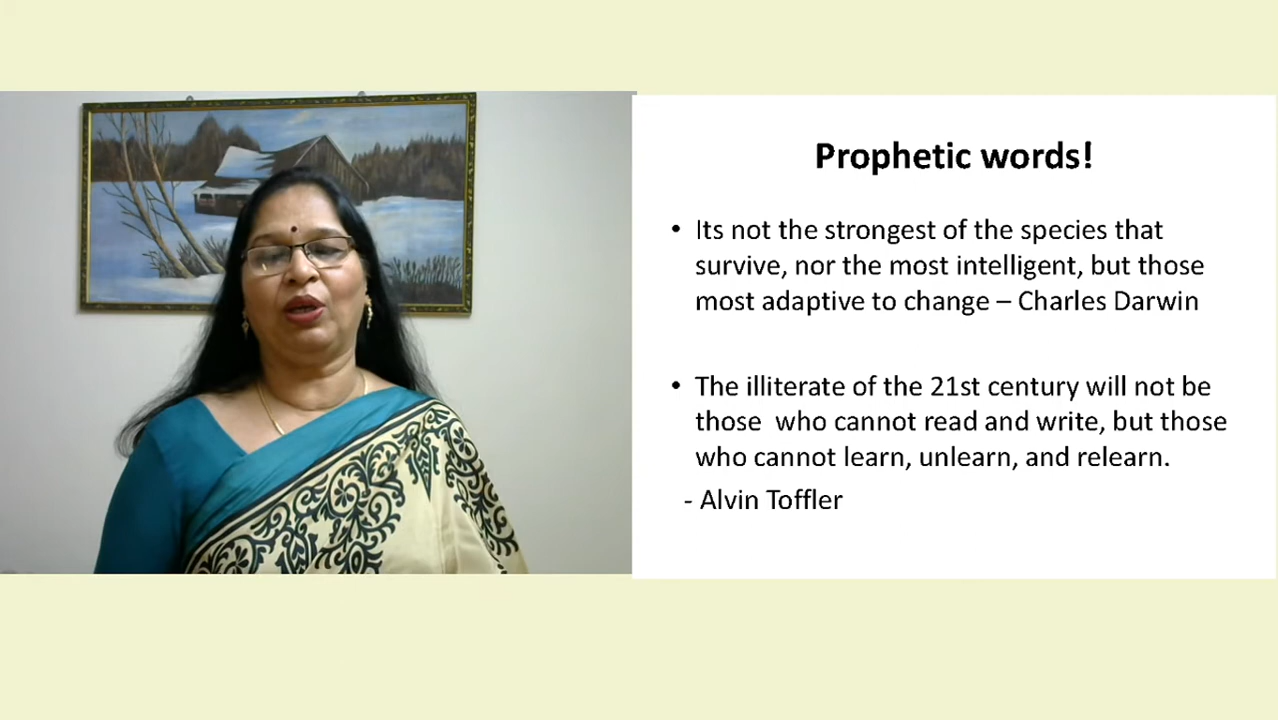 Prophetic words!
• Its not the strongest of the species that
survive, nor the most intelligent, but those
most adaptive to change – Charles Darwin
• The illiterate of the 21st century will not be
those  who cannot read and write, but those
who cannot learn, unlearn, and relearn.
- Alvin Toffler